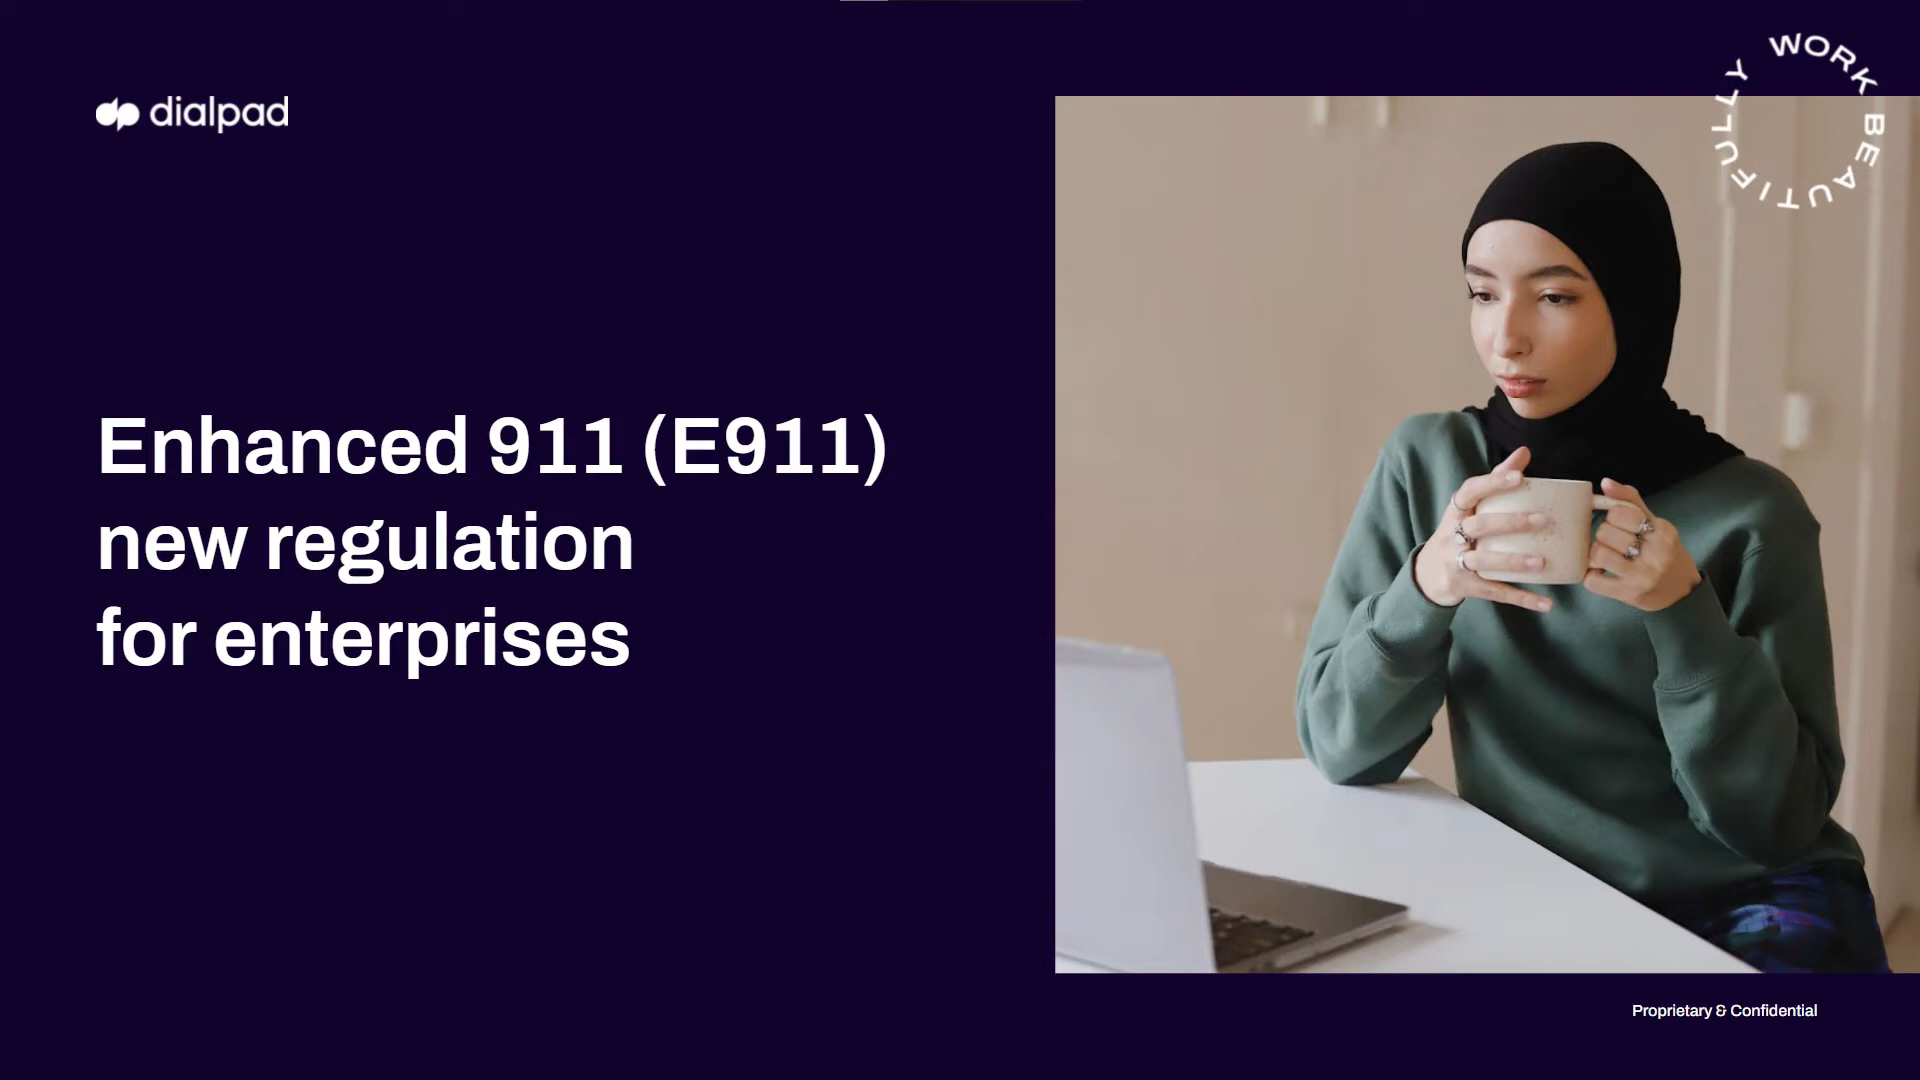 dialpad
WORK BEAUTIFULLY
Enhanced 911 (E911)
new regulation
for enterprises
Proprietary & Confidential